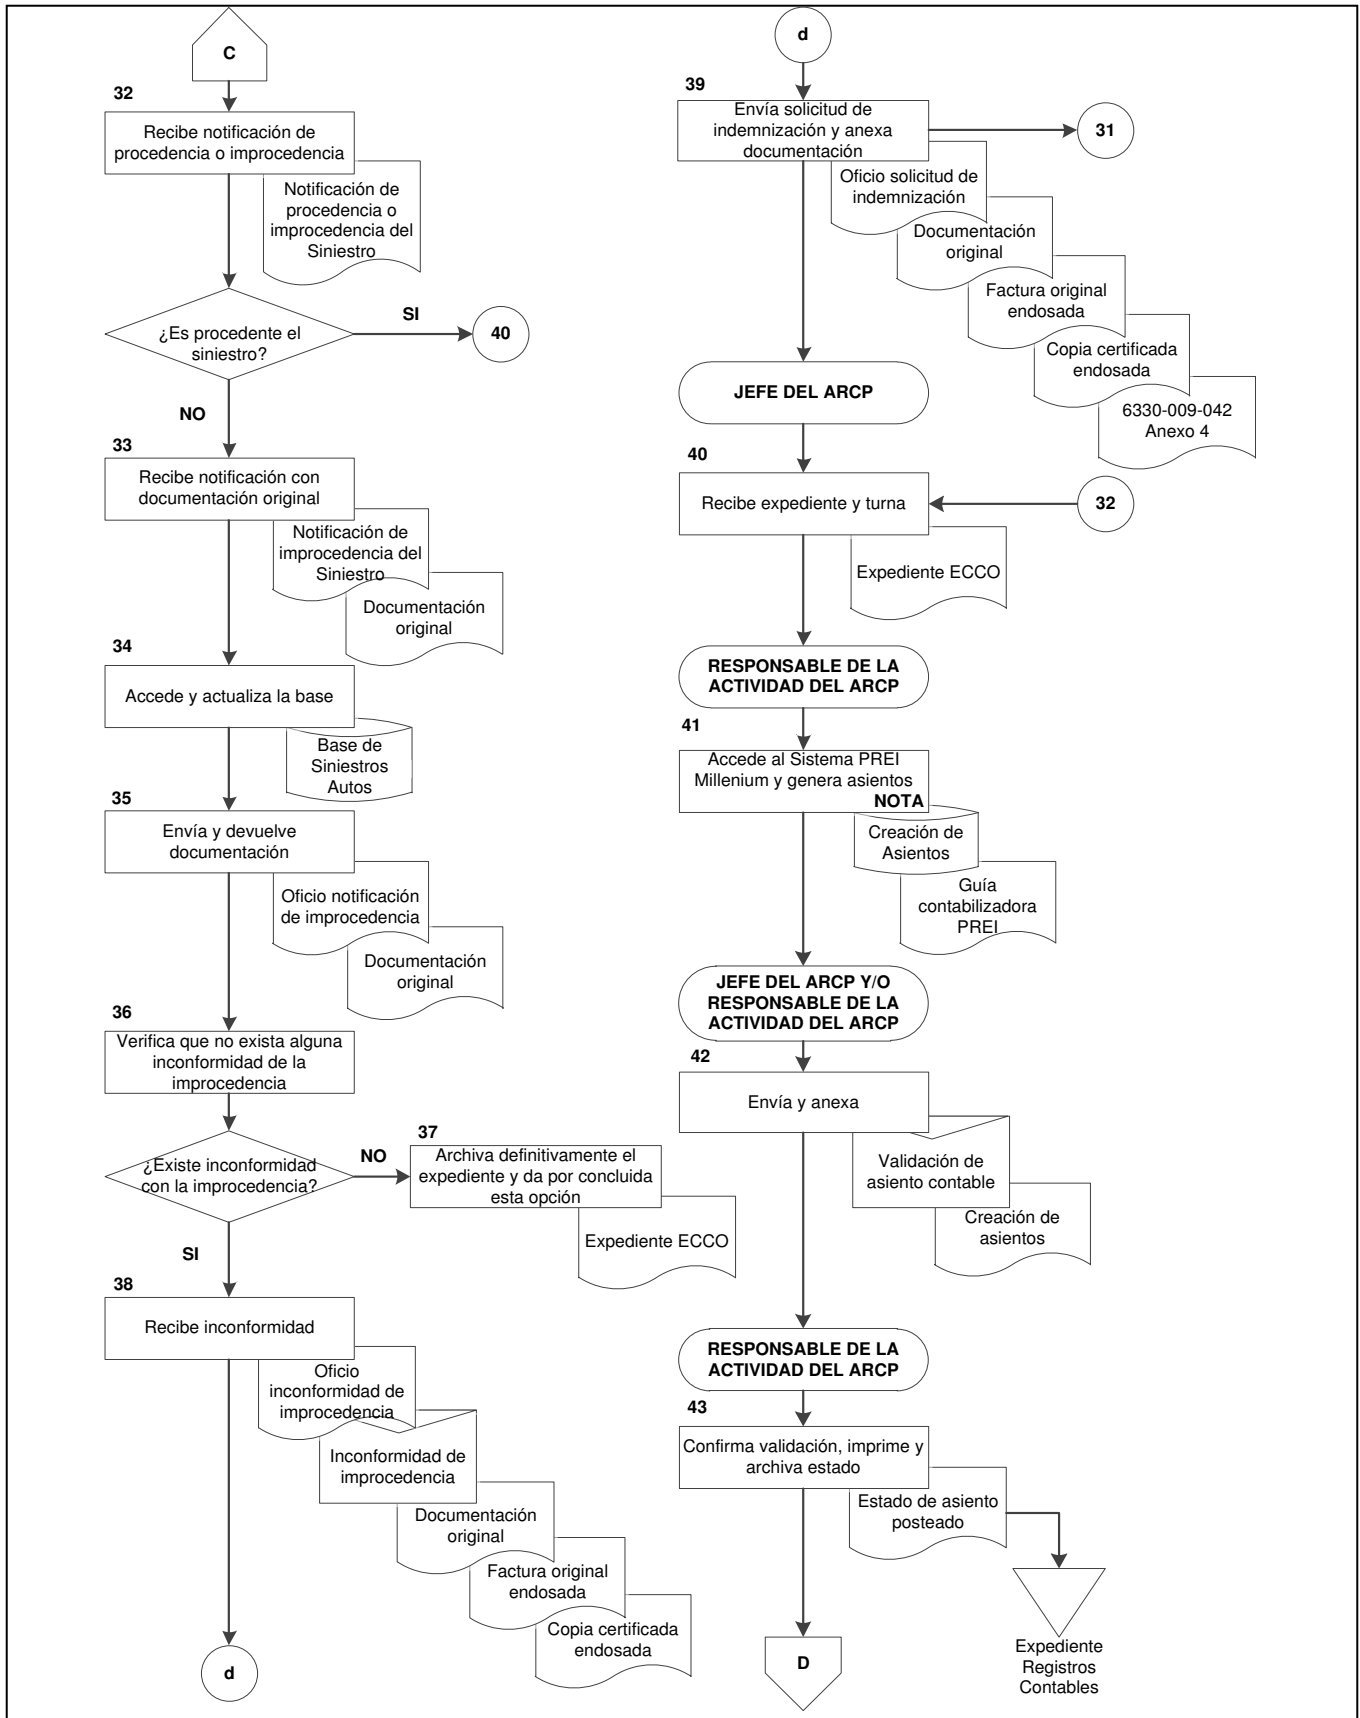 C
32
Recibe notificación de
procedencia o improcedencia
Notificación de
procedencia o
improcedencia del
Siniestro
¿Es procedente el
siniestro?
SI
40
NO
33
Recibe notificación con
documentación original
Notificación de
improcedencia del
Siniestro
Documentación
original
34
Accede y actualiza la base
Base de
Siniestros
Autos
35
Envía y devuelve
documentación
Oficio notificación
de improcedencia
Documentación
original
36
Verifica que no exista alguna
inconformidad de la
improcedencia
¿Existe inconformidad
con la improcedencia?
NO
37
Archiva definitivamente el
expediente y da por concluida
esta opción
Expediente ECCO
SI
38
Recibe inconformidad
Oficio
inconformidad de
improcedencia
Inconformidad de
improcedencia
Documentación
original
Factura original
endosada
Copia certificada
endosada
d
d
39
Envía solicitud de
indemnización y anexa
documentación
31
Oficio solicitud de
indemnización
Documentación
original
Factura original
endosada
Copia certificada
endosada
6330-009-042
Anexo 4
JEFE DEL ARCP
40
Recibe expediente y turna
32
Expediente ECCO
RESPONSABLE DE LA
ACTIVIDAD DEL ARCP
41
Accede al Sistema PREI
Millenium y genera asientos
NOTA
Creación de
Asientos
Guía
contabilizadora
PREI
JEFE DEL ARCP Y/O
RESPONSABLE DE LA
ACTIVIDAD DEL ARCP
42
Envía y anexa
Validación de
asiento contable
Creación de
asientos
RESPONSABLE DE LA
ACTIVIDAD DEL ARCP
43
Confirma validación, imprime y
archiva estado
Estado de asiento
posteado
Expediente
Registros
Contables
D